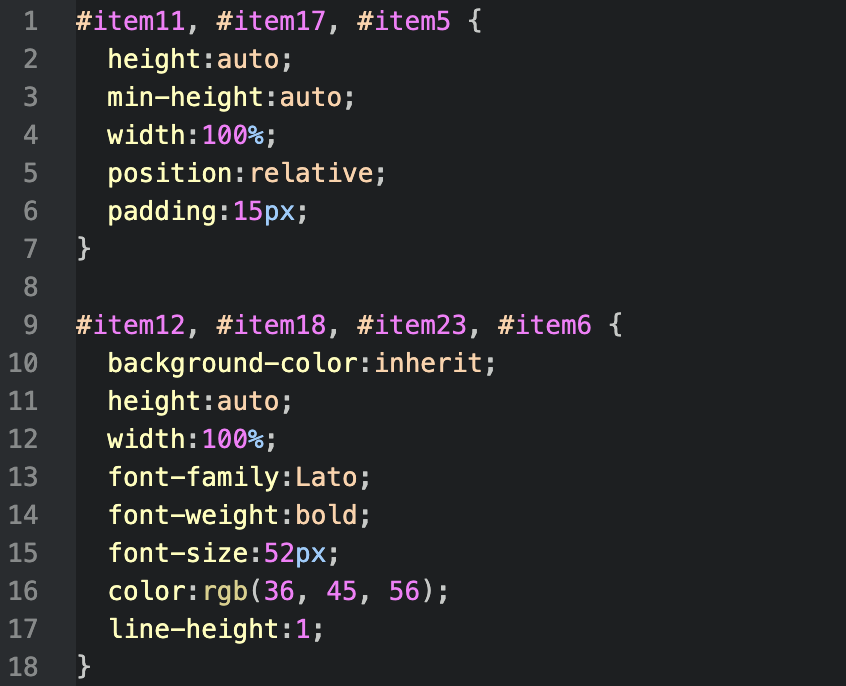 1 #item11, #item17, #item5 {
2 height:auto;
3 min-height:auto;
4 width:100%;
5 position:relative;
6 padding:15px;
7 }
8
9 #item12, #item18, #item23, #item6 {
10 background-color:inherit;
11 height:auto;
12 width:100%;
13 font-family:Lato;
14 font-weight:bold;
15 font-size:52px;
16 color:rgb(36, 45, 56);
17 line-height:1;
18 }